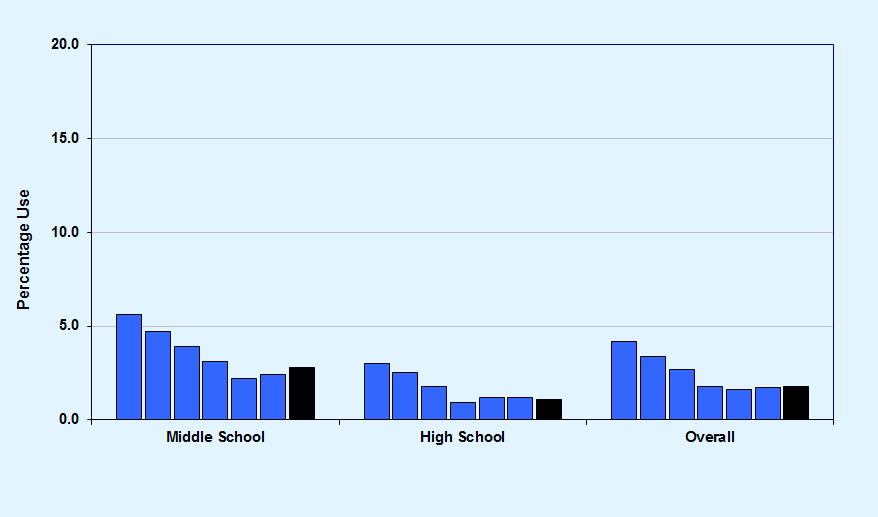 20.0
15.0
10.0
5.0
0.0
Percentage Use
Middle School
High School
Overall